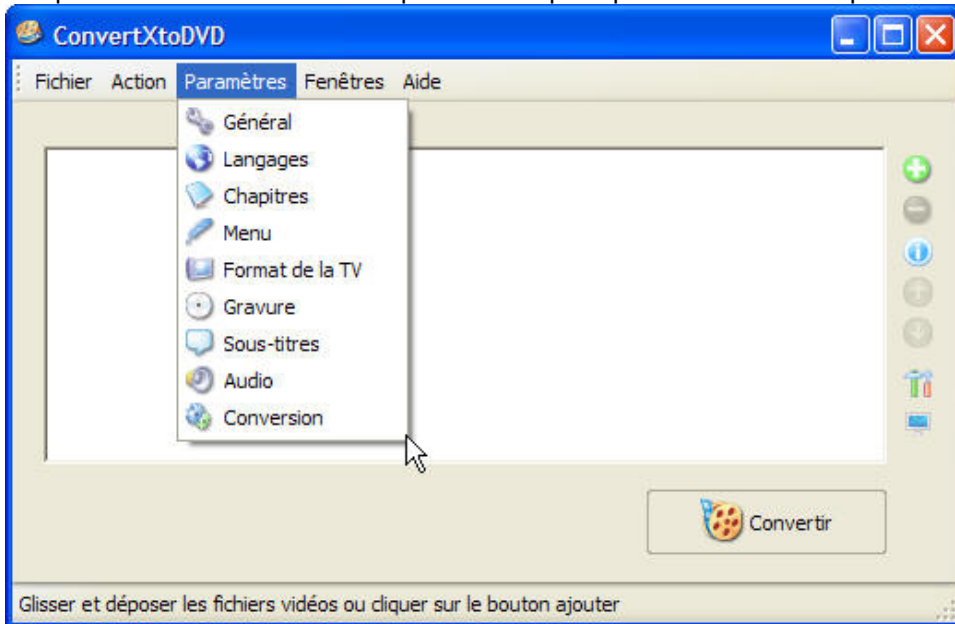 ConvertXtoDVD
Fichier Action Paramètres Fenêtres Aide
Général
Langages
Chapitres
Menu
Format de la TV
Gravure
Sous-titres
Audio
Conversion
Convertir
Glisser et déposer les fichiers vidéos ou cliquer sur le bouton ajouter